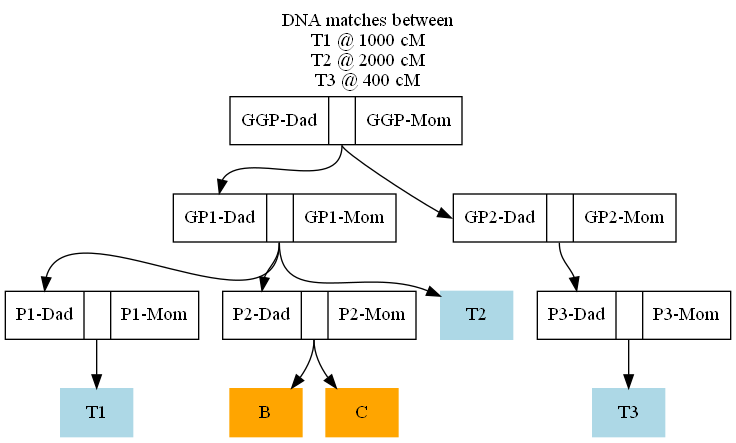 DNA matches between
T1 @ 1000 cM
T2 @ 2000 cM
T3 @ 400 cM
GGP-Dad GGP-Mom
GP1-Dad GP1-Mom GP2-Dad GP2-Mom
P1-Dad P1-Mom P2-Dad P2-Mom T2 P3-Dad P3-Mom
T1 B C T3